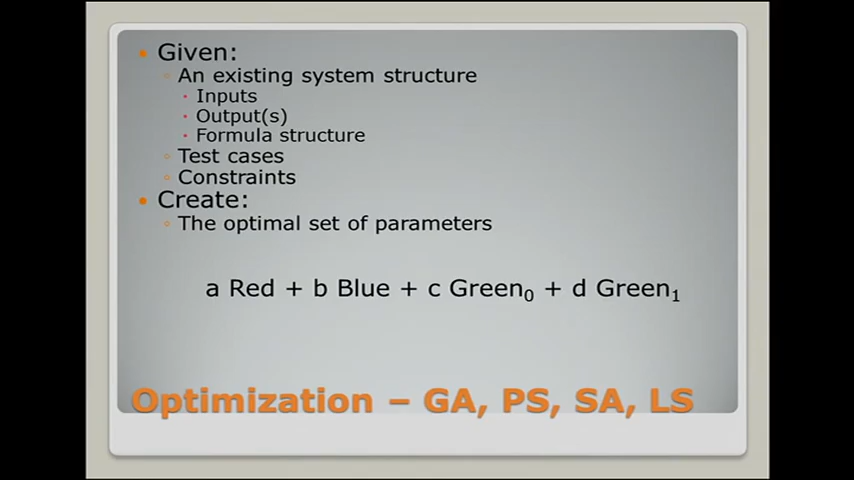 Given:
An existing system structure
Inputs
Output(s)
Formula structure
Test cases
Constraints
Create:
The optimal set of parameters
a Red + b Blue + c Green₀ + d Green₁
Optimization – GA, PS, SA, LS